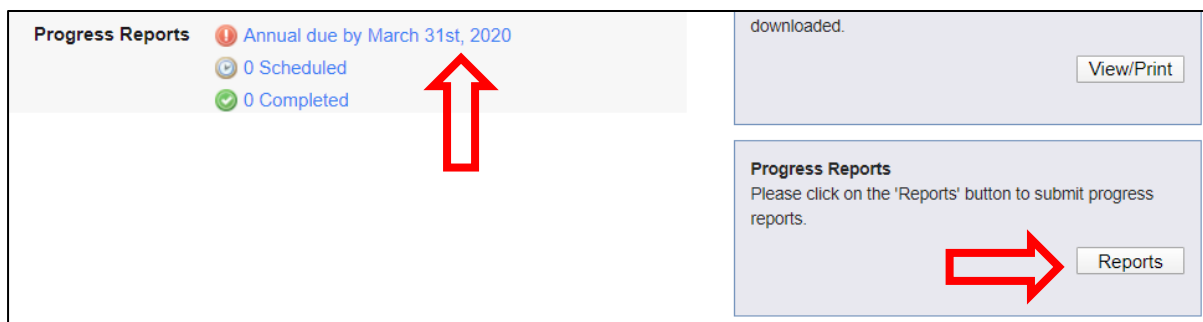 Progress Reports
Annual due by March 31st, 2020
0 Scheduled
0 Completed
downloaded.
View/Print
Progress Reports
Please click on the 'Reports' button to submit progress
reports.
Reports